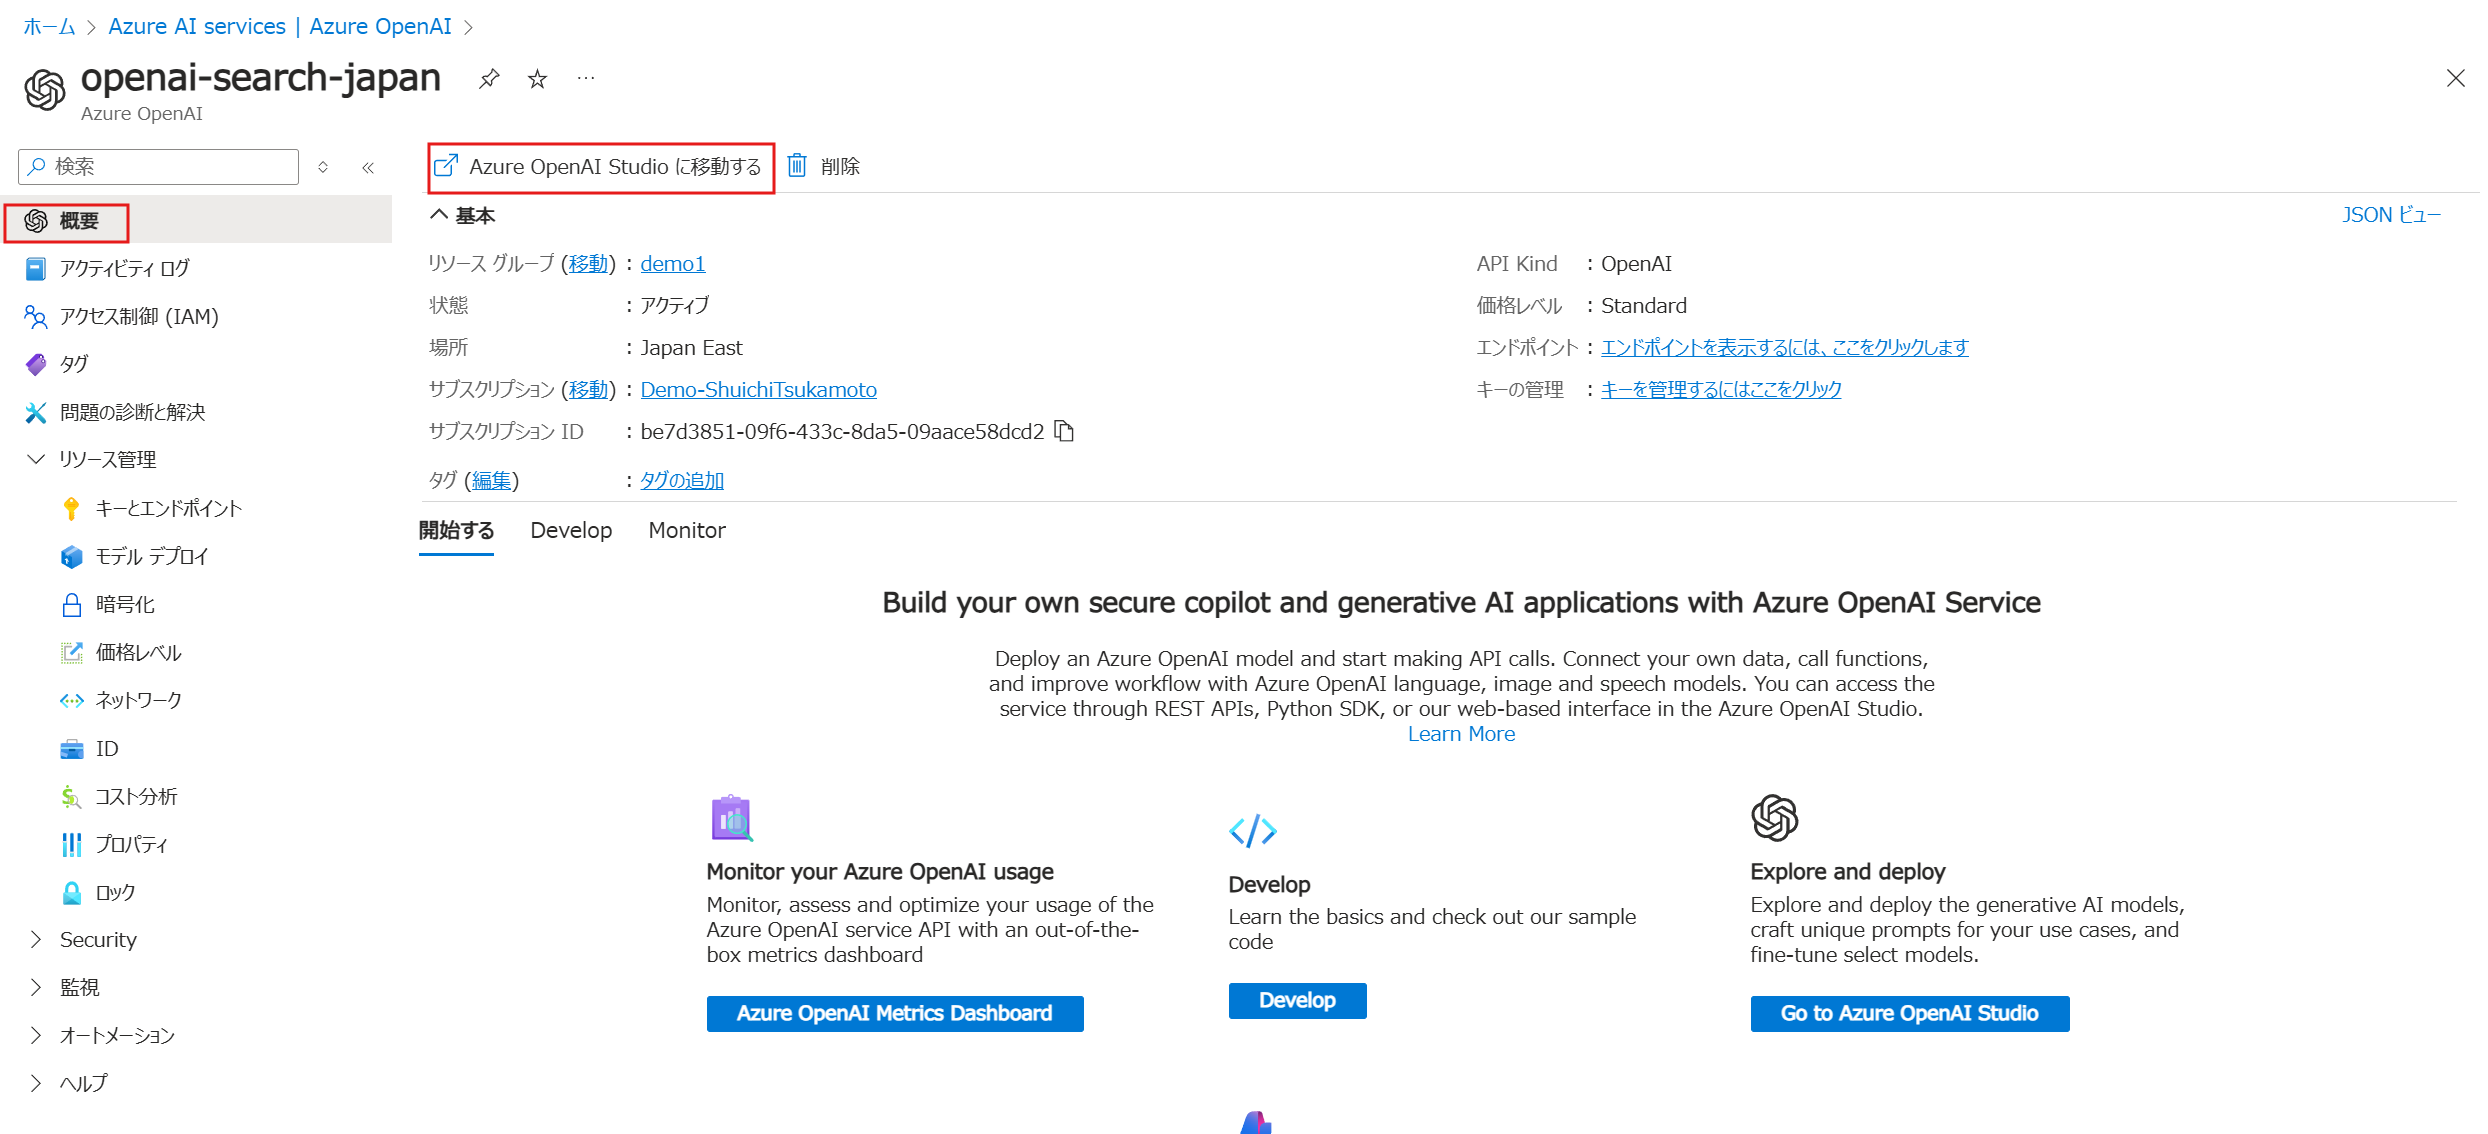 ホーム > Azure AI services | Azure OpenAI >
openai-search-japan
Azure OpenAI
検索
概要
アクティビティ ログ
アクセス制御 (IAM)
タグ
問題の診断と解決
リソース管理
キーとエンドポイント
モデル デプロイ
暗号化
価格レベル
ネットワーク
ID
コスト分析
プロパティ
ロック
Security
監視
オートメーション
ヘルプ
Azure OpenAI Studio に移動する 削除
基本
JSON ビュー
リソース グループ (移動) : demo1
状態 : アクティブ
場所 : Japan East
サブスクリプション (移動) : Demo-ShuichiTsukamoto
サブスクリプション ID : be7d3851-09f6-433c-8da5-09aace58dcd2
タグ (編集) : タグの追加
API Kind : OpenAI
価格レベル : Standard
エンドポイント : エンドポイントを表示するには、ここをクリックします
キーの管理 : キーを管理するにはここをクリック
開始する Develop Monitor
Build your own secure copilot and generative AI applications with Azure OpenAI Service
Deploy an Azure OpenAI model and start making API calls. Connect your own data, call functions,
and improve workflow with Azure OpenAI language, image and speech models. You can access the
service through REST APIs, Python SDK, or our web-based interface in the Azure OpenAI Studio.
Learn More
Monitor your Azure OpenAI usage
Monitor, assess and optimize your usage of the
Azure OpenAI service API with an out-of-the-
box metrics dashboard
Azure OpenAI Metrics Dashboard
Develop
Learn the basics and check out our sample
code
Develop
Explore and deploy
Explore and deploy the generative AI models,
craft unique prompts for your use cases, and
fine-tune select models.
Go to Azure OpenAI Studio